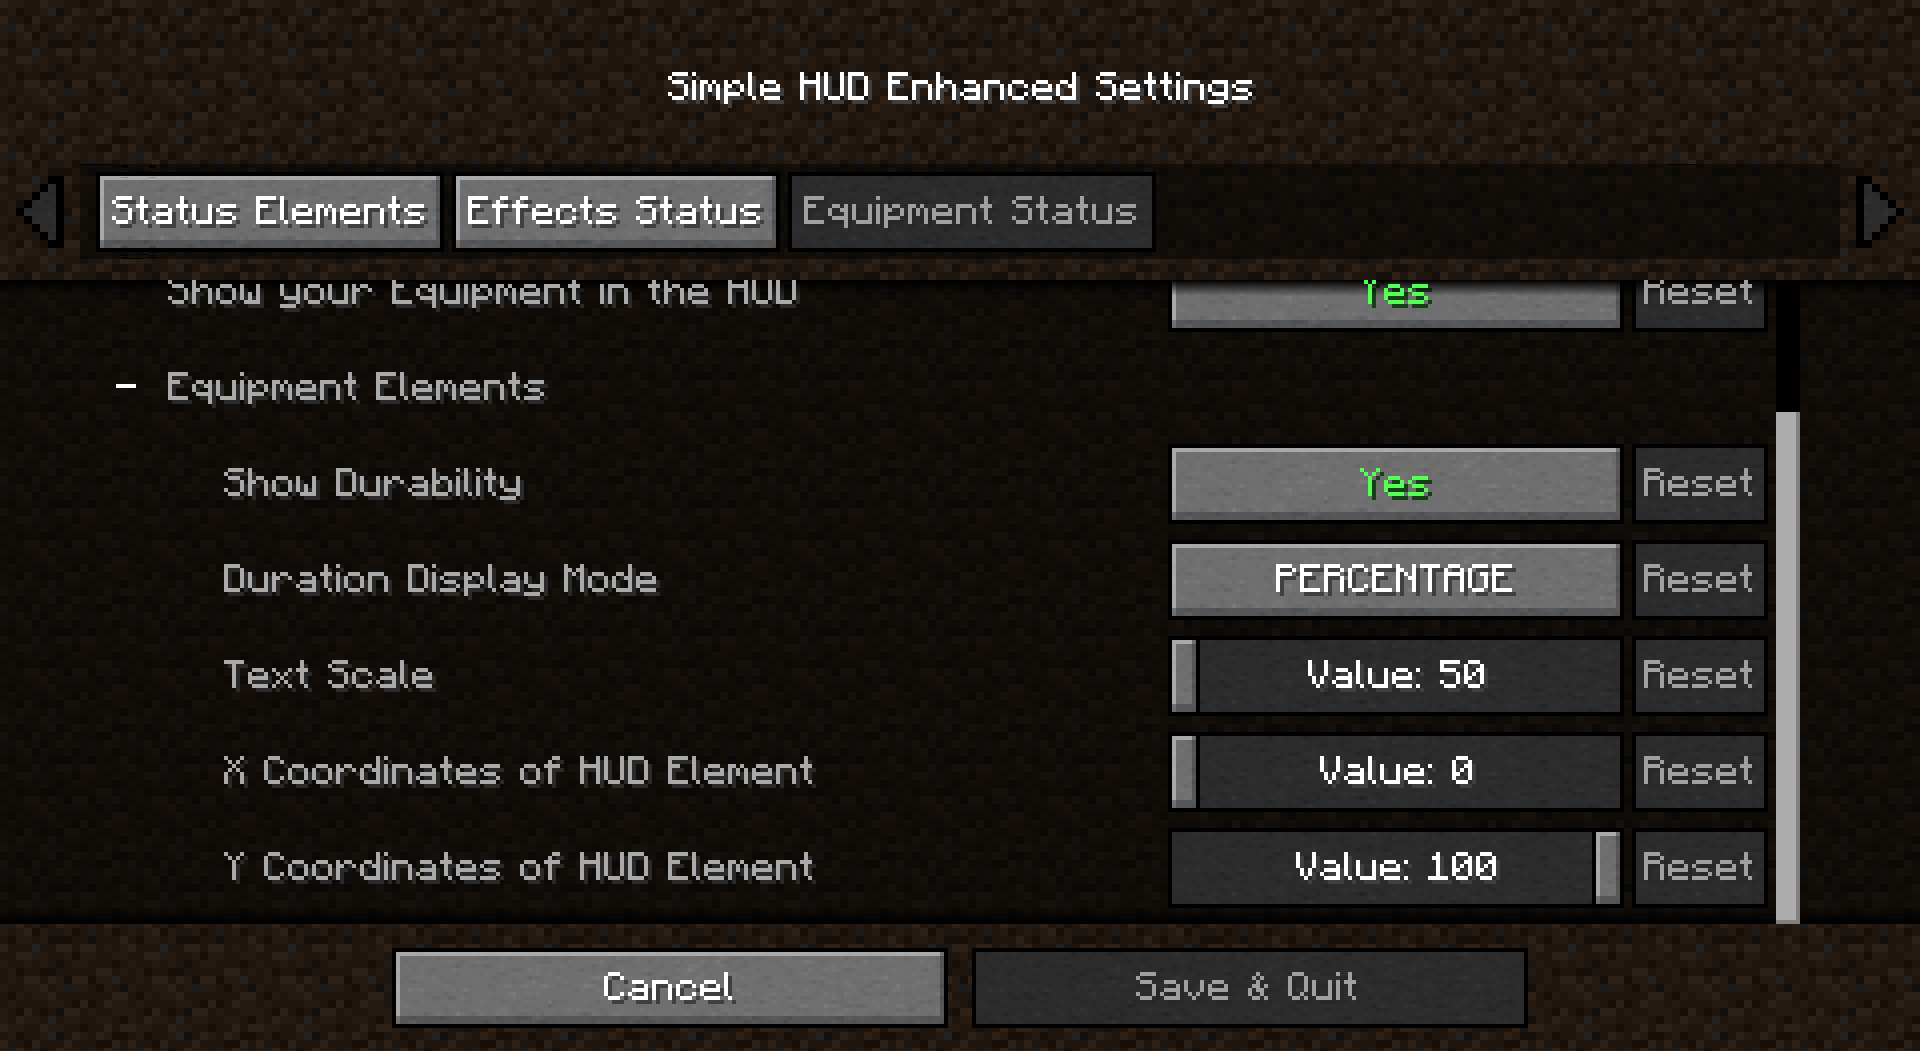 Simple HUD Enhanced Settings
Status Elements Effects Status Equipment Status
Show your Equipment in the HUD Yes Reset
- Equipment Elements
Show Durability Yes Reset
Duration Display Mode PERCENTAGE Reset
Text Scale Value: 50 Reset
X Coordinates of HUD Element Value: 0 Reset
Y Coordinates of HUD Element Value: 100 Reset
Cancel Save & Quit